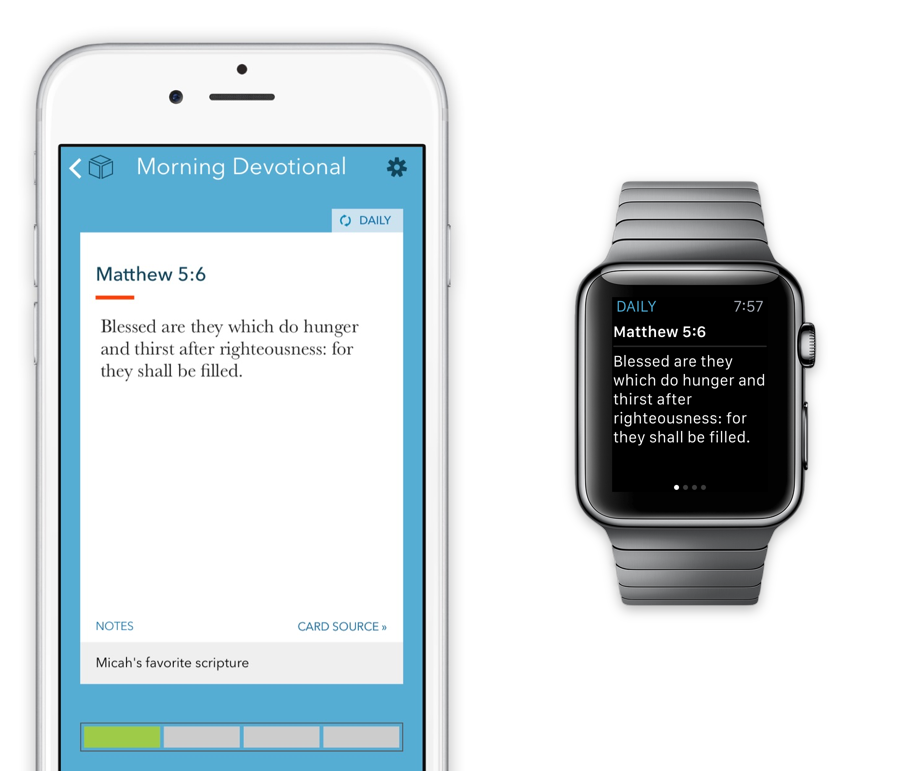 Morning Devotional
DAILY
Matthew 5:6
Blessed are they which do hunger
and thirst after righteousness: for
they shall be filled.
NOTES
CARD SOURCE »
Micah's favorite scripture
DAILY 7:57
Matthew 5:6
Blessed are they
which do hunger and
thirst after
righteousness: for
they shall be filled.